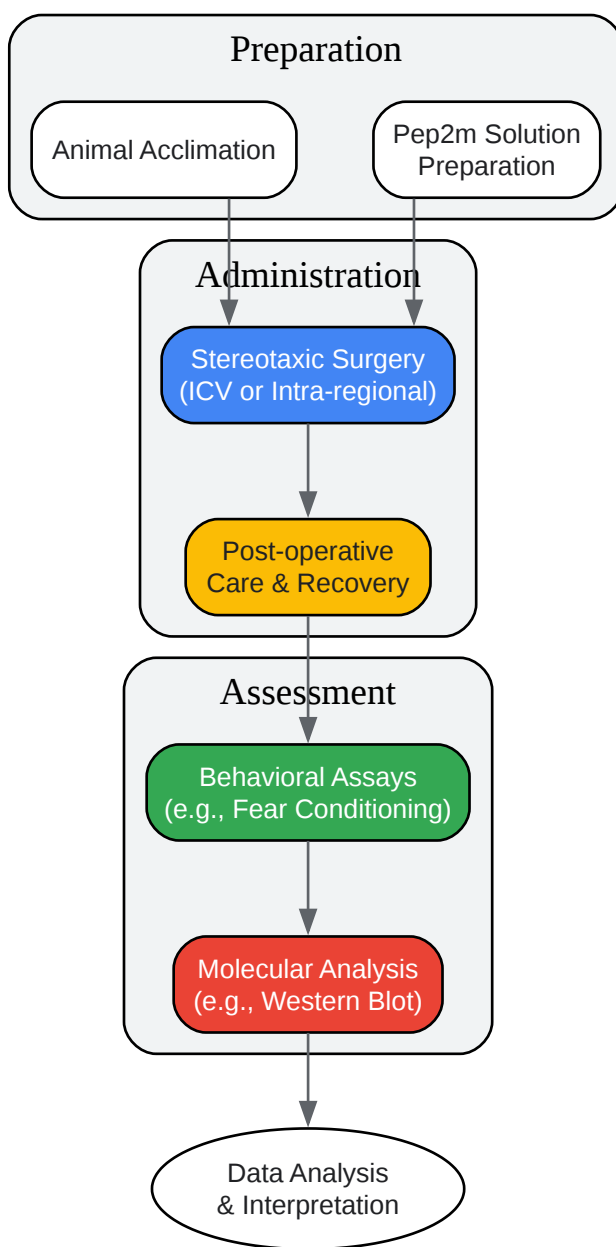 Preparation
Animal Acclimation
Pep2m Solution
Preparation
Administration
Stereotaxic Surgery
(ICV or Intra-regional)
Post-operative
Care & Recovery
Assessment
Behavioral Assays
(e.g., Fear Conditioning)
Molecular Analysis
(e.g., Western Blot)
Data Analysis
& Interpretation